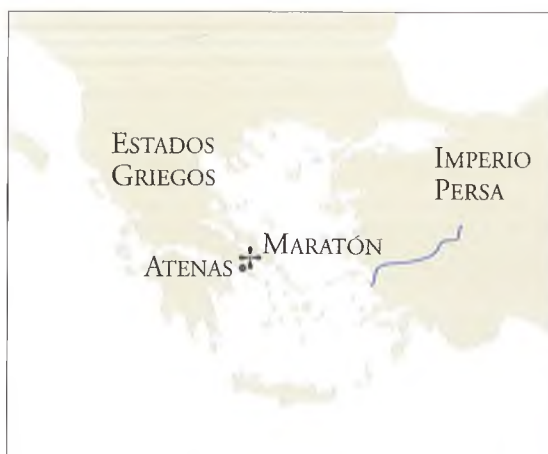 ESTADOS
GRIEGOS
IMPERIO
PERSA
MARATÓN
ATENAS